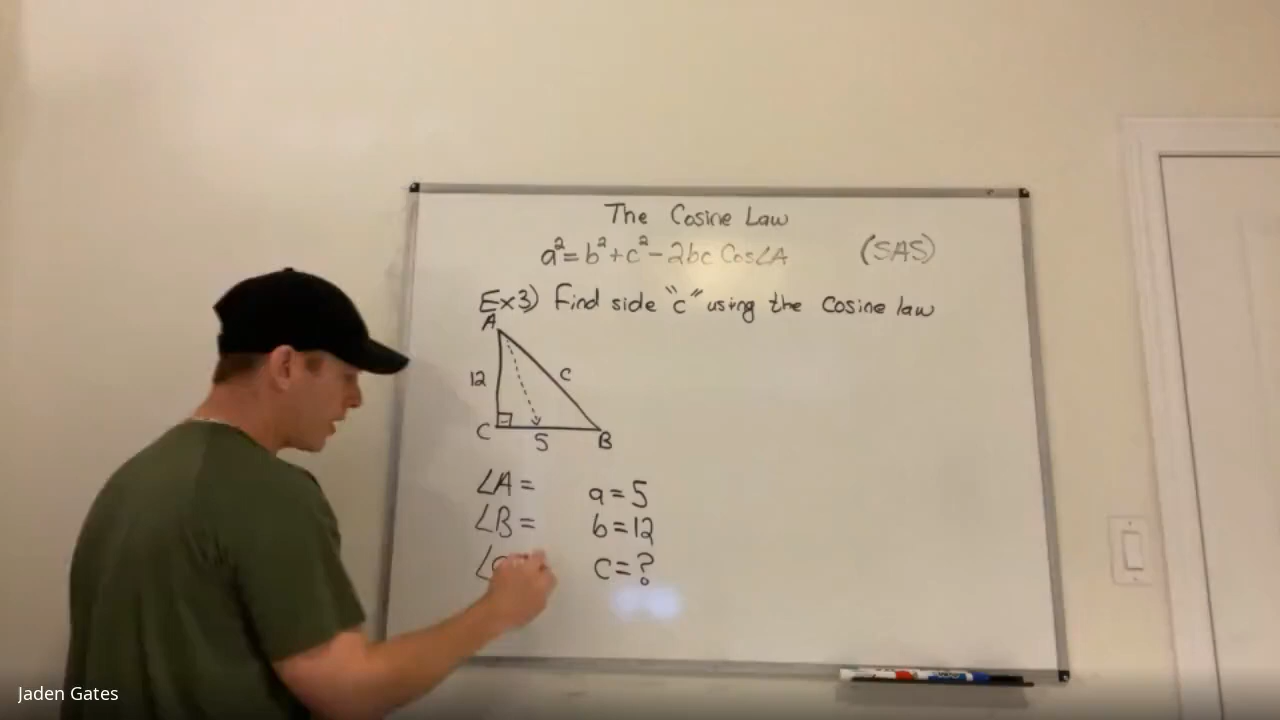 The Cosine Law
a²=b²+c²-2bc Cos∠A (SAS)
Ex3) Find side "c" using the Cosine law
A
12 c
C 5 B
∠A= a=5
∠B= b=12
c=?
Jaden Gates